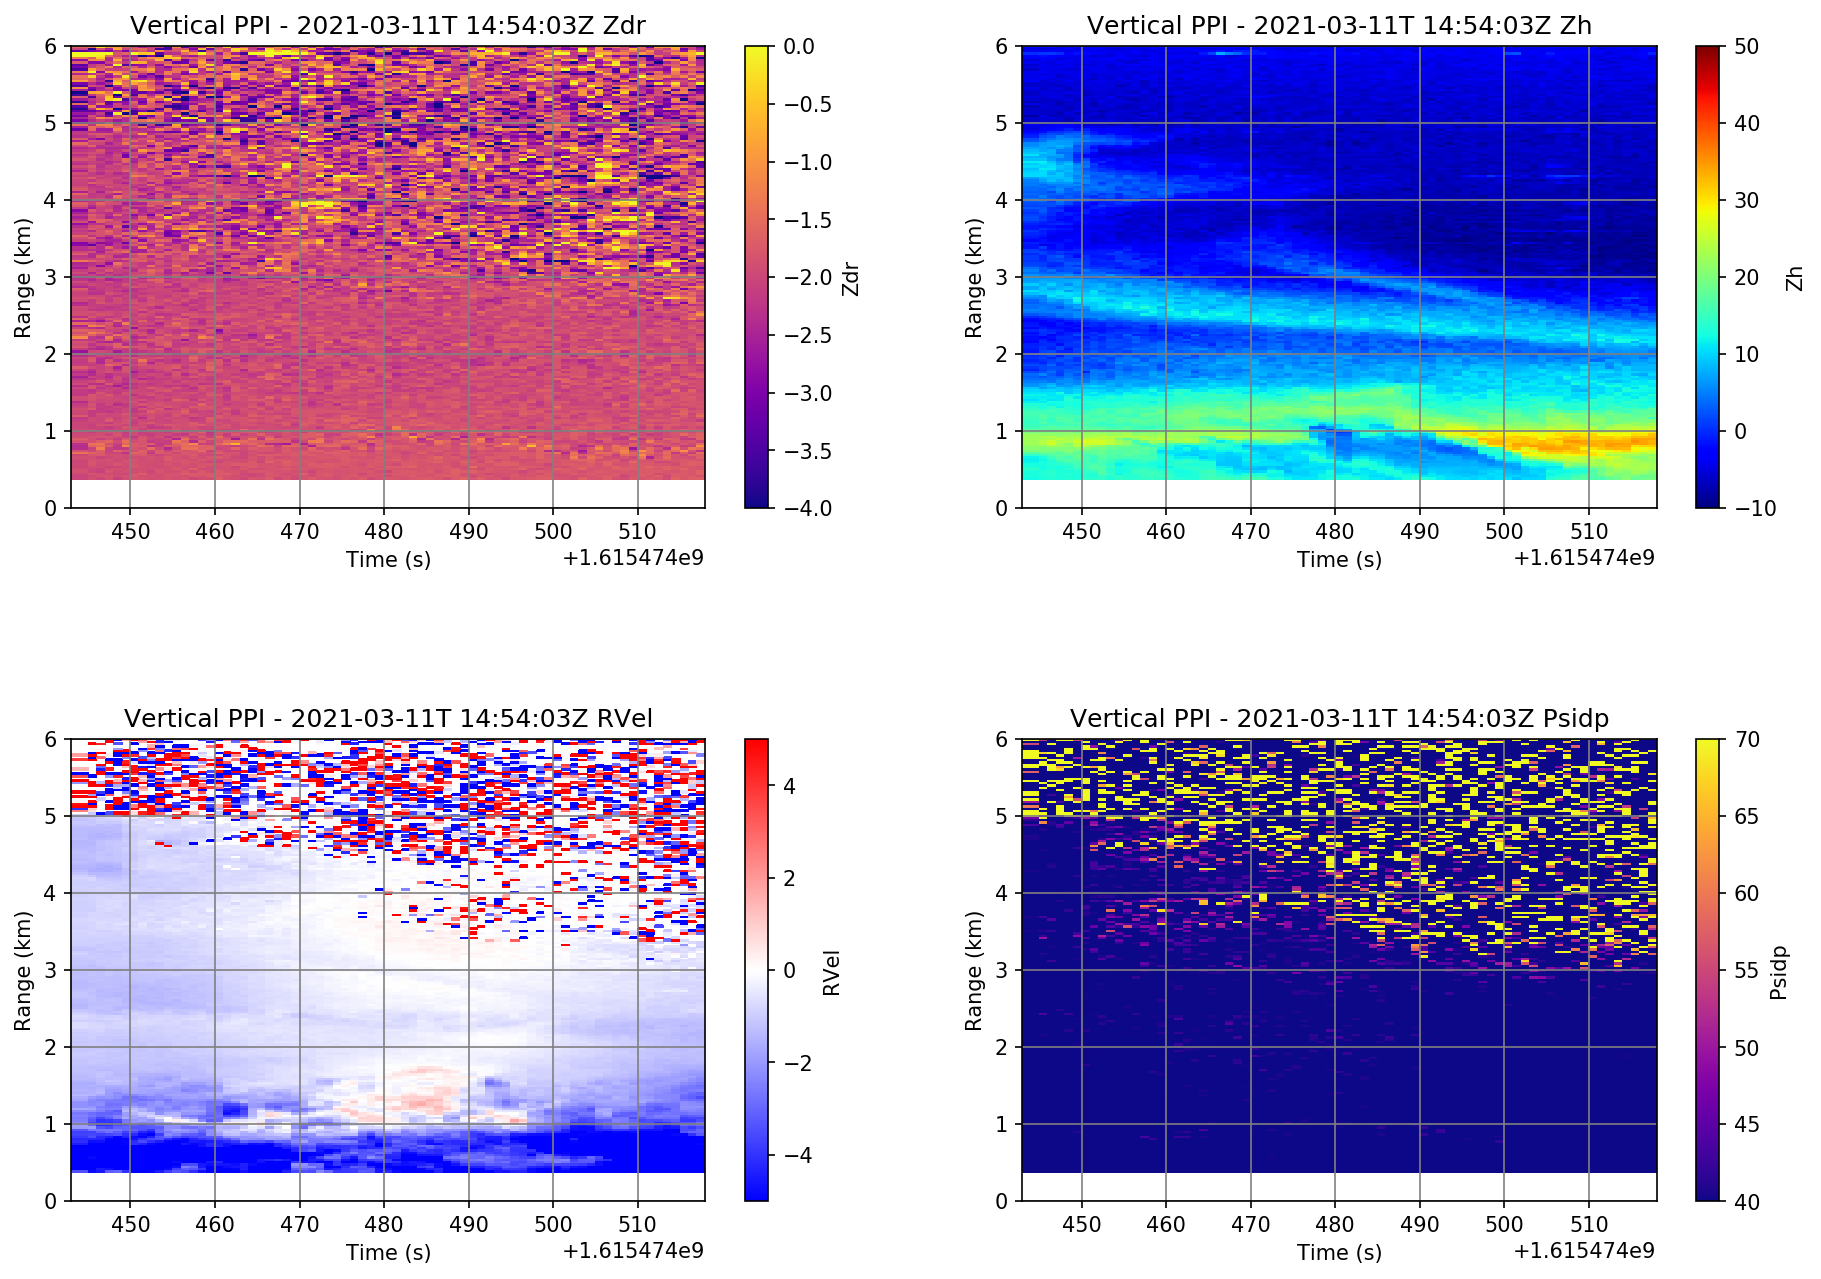 Vertical PPI - 2021-03-11T 14:54:03Z Zdr
6
5
4
3
2
1
0
Range (km)
450 460 470 480 490 500 510
Time (s)
+1.615474e9
0.0
−0.5
−1.0
−1.5
−2.0
−2.5
−3.0
−3.5
−4.0
Zdr
Vertical PPI - 2021-03-11T 14:54:03Z Zh
6
5
4
3
2
1
0
Range (km)
450 460 470 480 490 500 510
Time (s)
+1.615474e9
50
40
30
20
10
0
−10
Zh
Vertical PPI - 2021-03-11T 14:54:03Z RVel
6
5
4
3
2
1
0
Range (km)
450 460 470 480 490 500 510
Time (s)
+1.615474e9
4
2
0
−2
−4
RVel
Vertical PPI - 2021-03-11T 14:54:03Z Psidp
6
5
4
3
2
1
0
Range (km)
450 460 470 480 490 500 510
Time (s)
+1.615474e9
70
65
60
55
50
45
40
Psidp